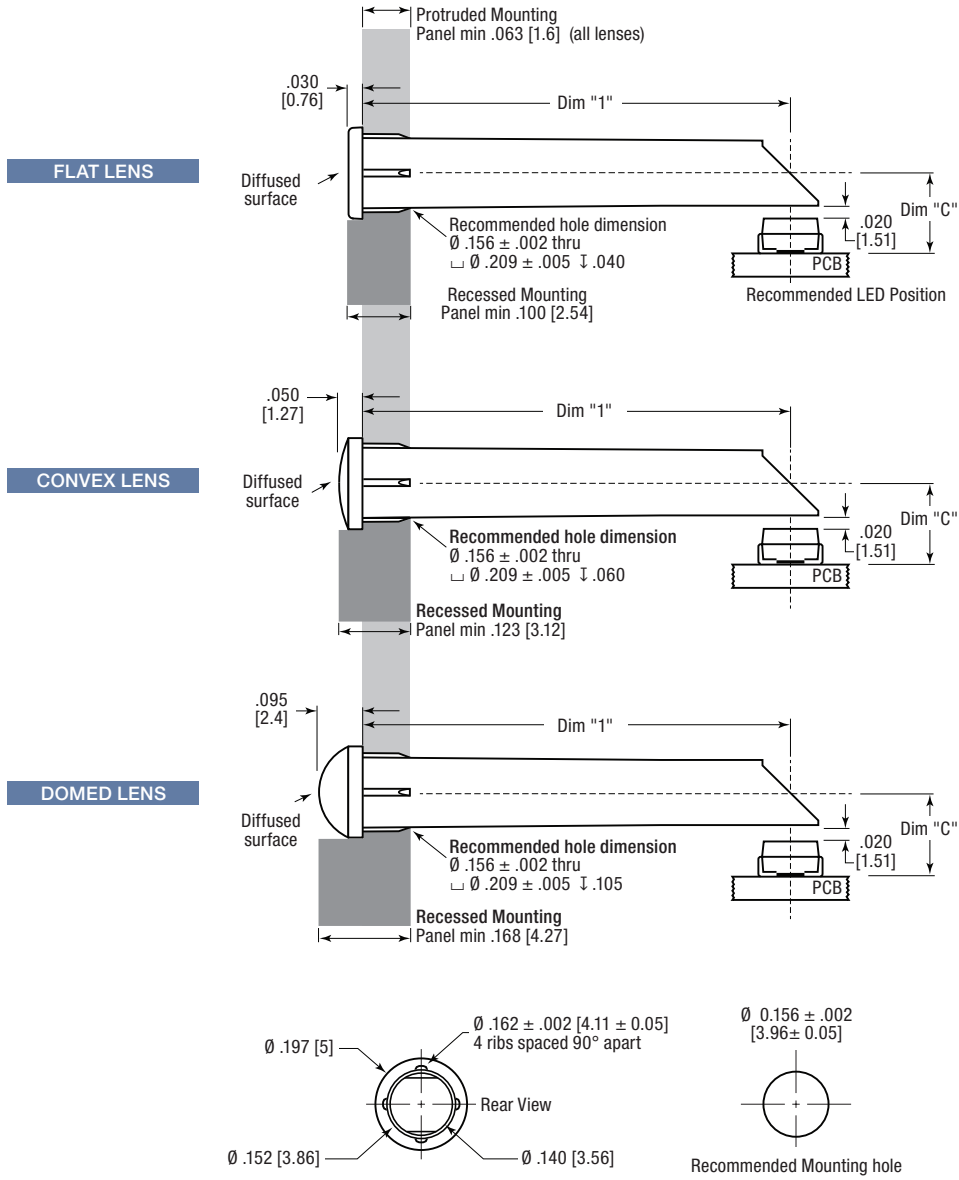 Protruded Mounting
Panel min .063 [1.6] (all lenses)
.030
[0.76]
Dim "1"
FLAT LENS
Diffused
surface
Recommended hole dimension
Ø .156 ± .002 thru
⌴ Ø .209 ± .005 ↧ .040
Dim "C"
.020
[1.51]
PCB
Recommended LED Position
Recessed Mounting
Panel min .100 [2.54]
.050
[1.27]
Dim "1"
CONVEX LENS
Diffused
surface
Recommended hole dimension
Ø .156 ± .002 thru
⌴ Ø .209 ± .005 ↧ .060
Dim "C"
.020
[1.51]
PCB
Recessed Mounting
Panel min .123 [3.12]
.095
[2.4]
Dim "1"
DOMED LENS
Diffused
surface
Recommended hole dimension
Ø .156 ± .002 thru
⌴ Ø .209 ± .005 ↧ .105
Dim "C"
.020
[1.51]
PCB
Recessed Mounting
Panel min .168 [4.27]
Ø .162 ± .002 [4.11 ± 0.05]
4 ribs spaced 90° apart
Ø .197 [5]
Rear View
Ø .152 [3.86]
Ø .140 [3.56]
Ø 0.156 ± .002
[3.96± 0.05]
Recommended Mounting hole